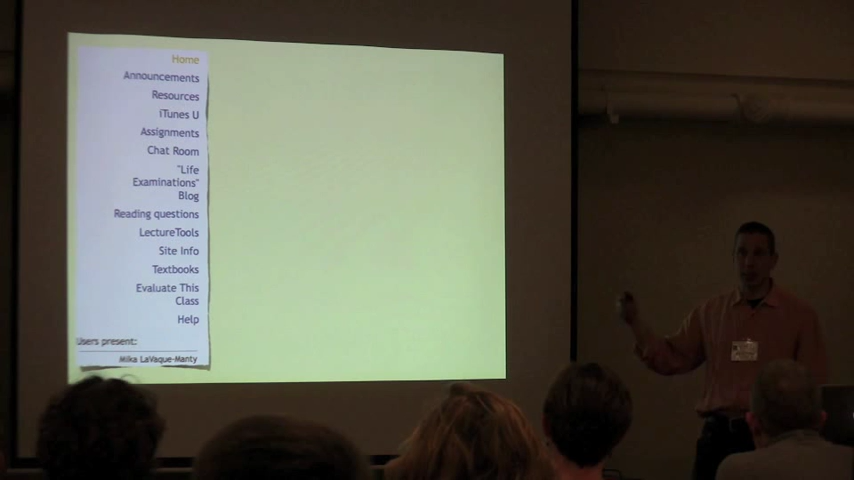 Home
Announcements
Resources
iTunes U
Assignments
Chat Room
"Life
Examinations"
Blog
Reading questions
LectureTools
Site Info
Textbooks
Evaluate This
Class
Help
Users present:
Mika LaVaque-Manty